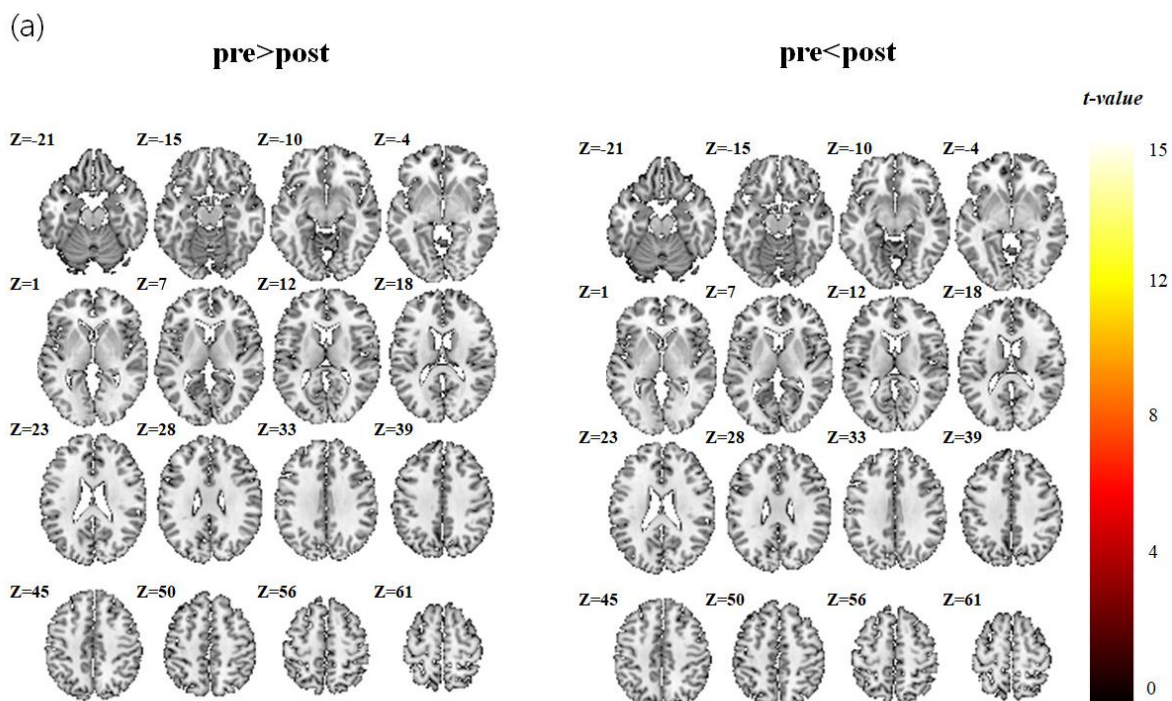 (a)
pre>post
pre<post
t-value
Z=-21 Z=-15 Z=-10 Z=-4
Z=1 Z=7 Z=12 Z=18
Z=23 Z=28 Z=33 Z=39
Z=45 Z=50 Z=56 Z=61
Z=-21 Z=-15 Z=-10 Z=-4
Z=1 Z=7 Z=12 Z=18
Z=23 Z=28 Z=33 Z=39
Z=45 Z=50 Z=56 Z=61
15
12
8
4
0